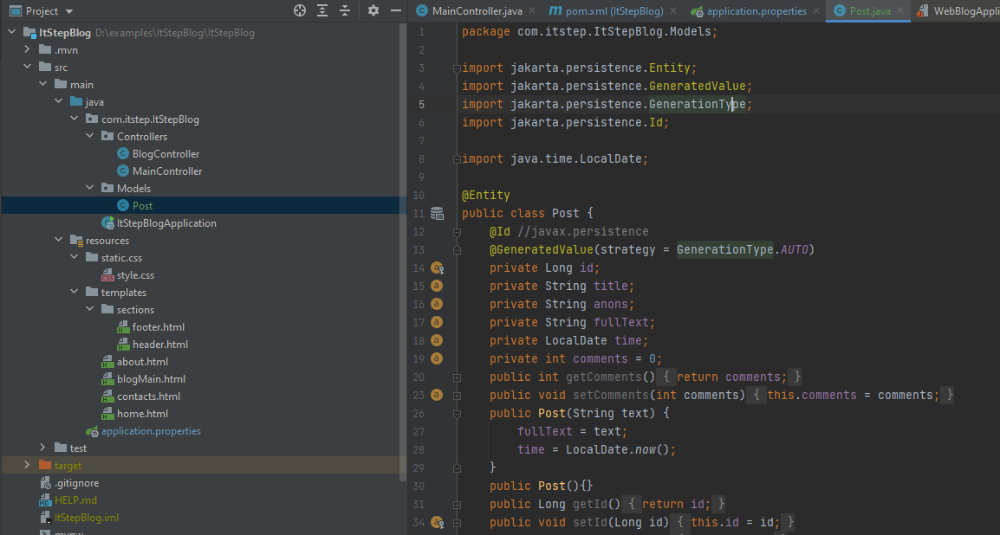 Project
ItStepBlog D:\examples\ItStepBlog\ItStepBlog
.mvn
src
main
java
com.itstep.ItStepBlog
Controllers
BlogController
MainController
Models
Post
ItStepBlogApplication
resources
static.css
style.css
templates
sections
footer.html
header.html
about.html
blogMain.html
contacts.html
home.html
application.properties
test
target
.gitignore
HELP.md
ItStepBlog.iml
MainController.java pom.xml (ItStepBlog) application.properties Post.java WebBlogAppli
1 package com.itstep.ItStepBlog.Models;
2
3 import jakarta.persistence.Entity;
4 import jakarta.persistence.GeneratedValue;
5 import jakarta.persistence.GenerationType;
6 import jakarta.persistence.Id;
7
8 import java.time.LocalDate;
9
10 @Entity
11 public class Post {
12 @Id //javax.persistence
13 @GeneratedValue(strategy = GenerationType.AUTO)
14 private Long id;
15 private String title;
16 private String anons;
17 private String fullText;
18 private LocalDate time;
19 private int comments = 0;
20 public int getComments() { return comments; }
23 public void setComments(int comments) { this.comments = comments; }
26 public Post(String text) {
27 fullText = text;
28 time = LocalDate.now();
29 }
30 public Post(){}
31 public Long getId() { return id; }
34 public void setId(Long id) { this.id = id; }